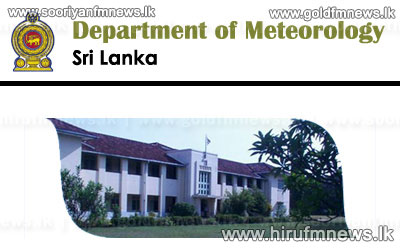 www.sooriyanfmnews.lk www.goldfmnews.lk
Department of Meteorology
Sri Lanka
www.hirufmnews.lk